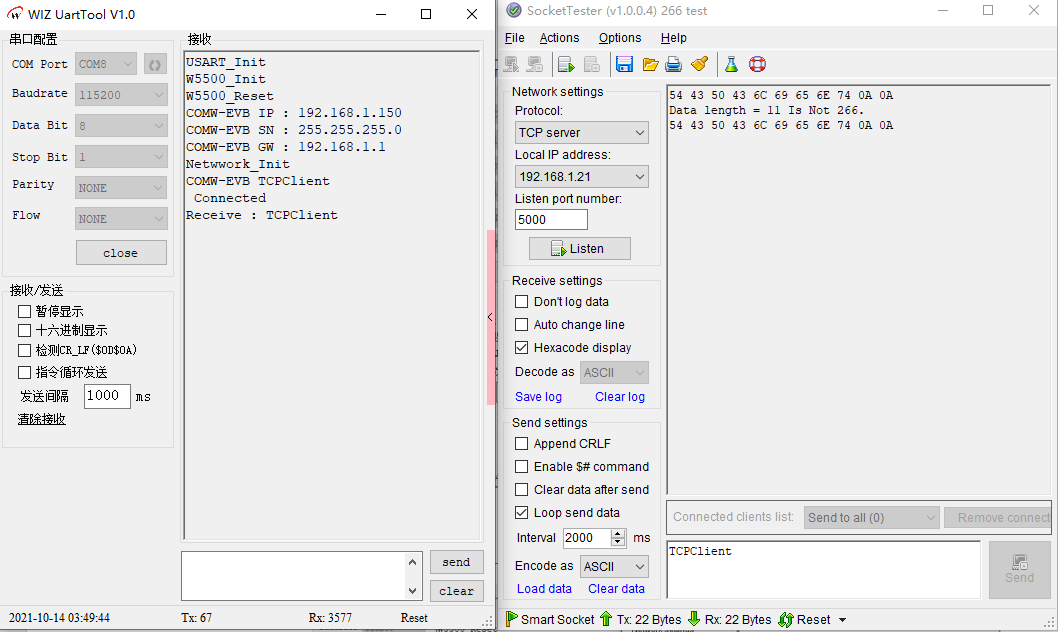 WIZ UartTool V1.0
串口配置
COM Port
COM8
Baudrate
115200
Data Bit
8
Stop Bit
1
Parity
NONE
Flow
NONE
close
接收/发送
暂停显示
十六进制显示
检测CR_LF($0D$0A)
指令循环发送
发送间隔
1000
ms
清除接收
接收
USART_Init
W5500_Init
W5500_Reset
COMW-EVB IP : 192.168.1.150
COMW-EVB SN : 255.255.255.0
COMW-EVB GW : 192.168.1.1
Netwwork_Init
COMW-EVB TCPClient
Connected
Receive : TCPClient
send
clear
2021-10-14 03:49:44
Tx: 67
Rx: 3577
Reset
SocketTester (v1.0.0.4) 266 test
File Actions Options Help
Network settings
Protocol:
TCP server
Local IP address:
192.168.1.21
Listen port number:
5000
Listen
Receive settings
Don't log data
Auto change line
Hexacode display
Decode as
ASCII
Save log
Clear log
Send settings
Append CRLF
Enable $# command
Clear data after send
Loop send data
Interval
2000
ms
Encode as
ASCII
Load data
Clear data
54 43 50 43 6C 69 65 6E 74 0A 0A
Data length = 11 Is Not 266.
54 43 50 43 6C 69 65 6E 74 0A 0A
Connected clients list:
Send to all (0)
Remove connect
TCPClient
Send
Smart Socket
Tx: 22 Bytes
Rx: 22 Bytes
Reset